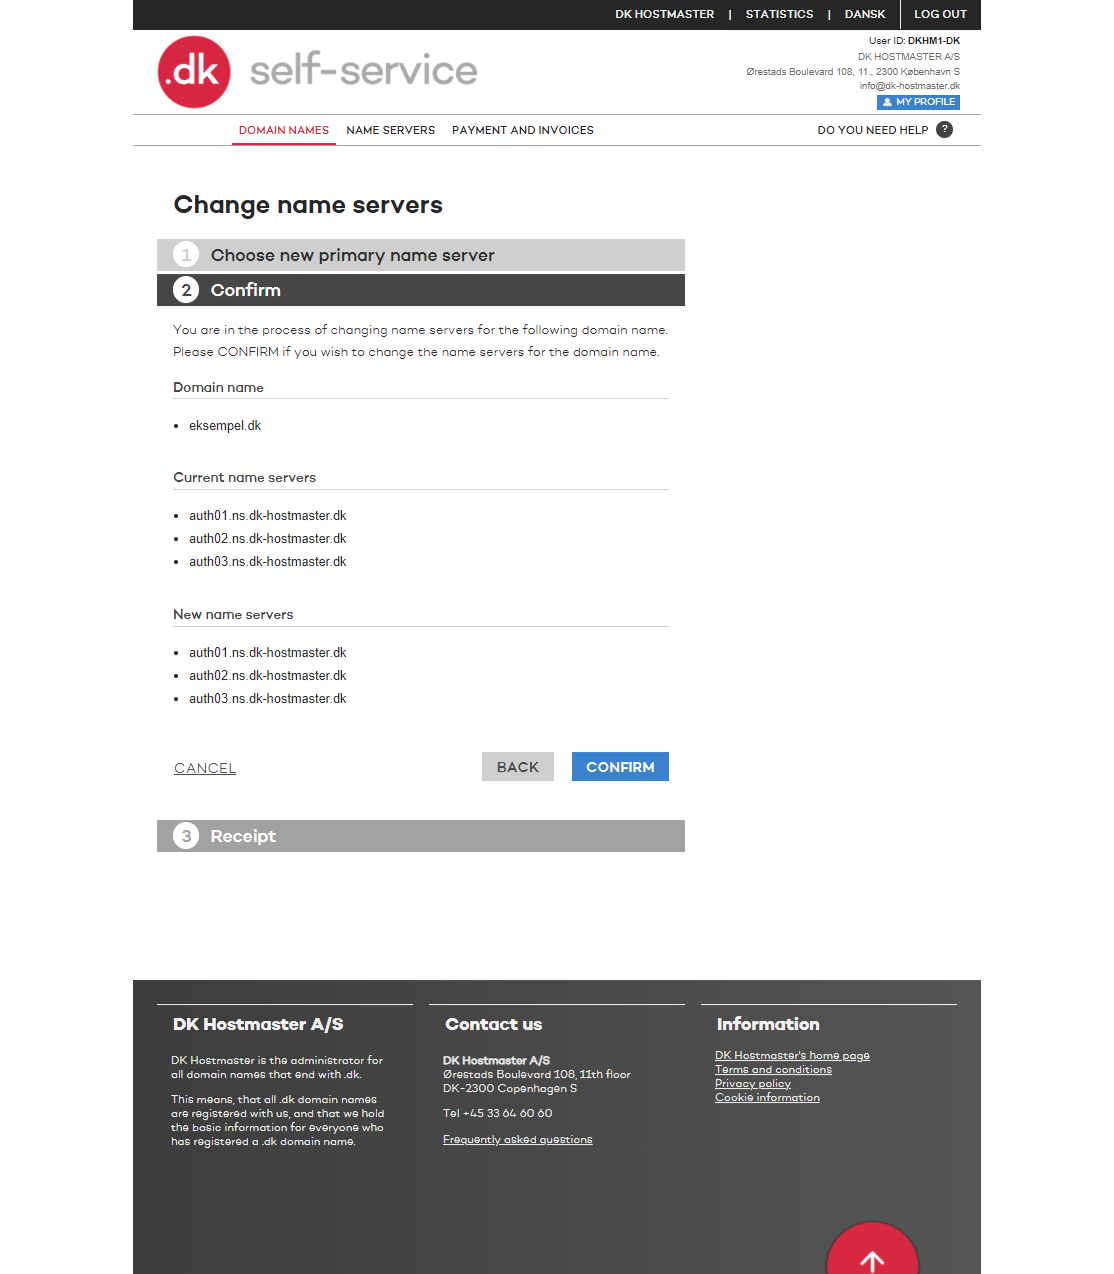 DK HOSTMASTER | STATISTICS | DANSK LOG OUT
.dk self-service
User ID: DKHM1-DK
DK HOSTMASTER A/S
Ørestads Boulevard 108, 11., 2300 København S
info@dk-hostmaster.dk
MY PROFILE
DOMAIN NAMES NAME SERVERS PAYMENT AND INVOICES DO YOU NEED HELP ?
Change name servers
1 Choose new primary name server
2 Confirm
You are in the process of changing name servers for the following domain name.
Please CONFIRM if you wish to change the name servers for the domain name.
Domain name
• eksempel.dk
Current name servers
• auth01.ns.dk-hostmaster.dk
• auth02.ns.dk-hostmaster.dk
• auth03.ns.dk-hostmaster.dk
New name servers
• auth01.ns.dk-hostmaster.dk
• auth02.ns.dk-hostmaster.dk
• auth03.ns.dk-hostmaster.dk
CANCEL BACK CONFIRM
3 Receipt
DK Hostmaster A/S
DK Hostmaster is the administrator for
all domain names that end with .dk.
This means, that all .dk domain names
are registered with us, and that we hold
the basic information for everyone who
has registered a .dk domain name.
Contact us
DK Hostmaster A/S
Ørestads Boulevard 108, 11th floor
DK-2300 Copenhagen S
Tel +45 33 64 60 60
Frequently asked questions
Information
DK Hostmaster's home page
Terms and conditions
Privacy policy
Cookie information